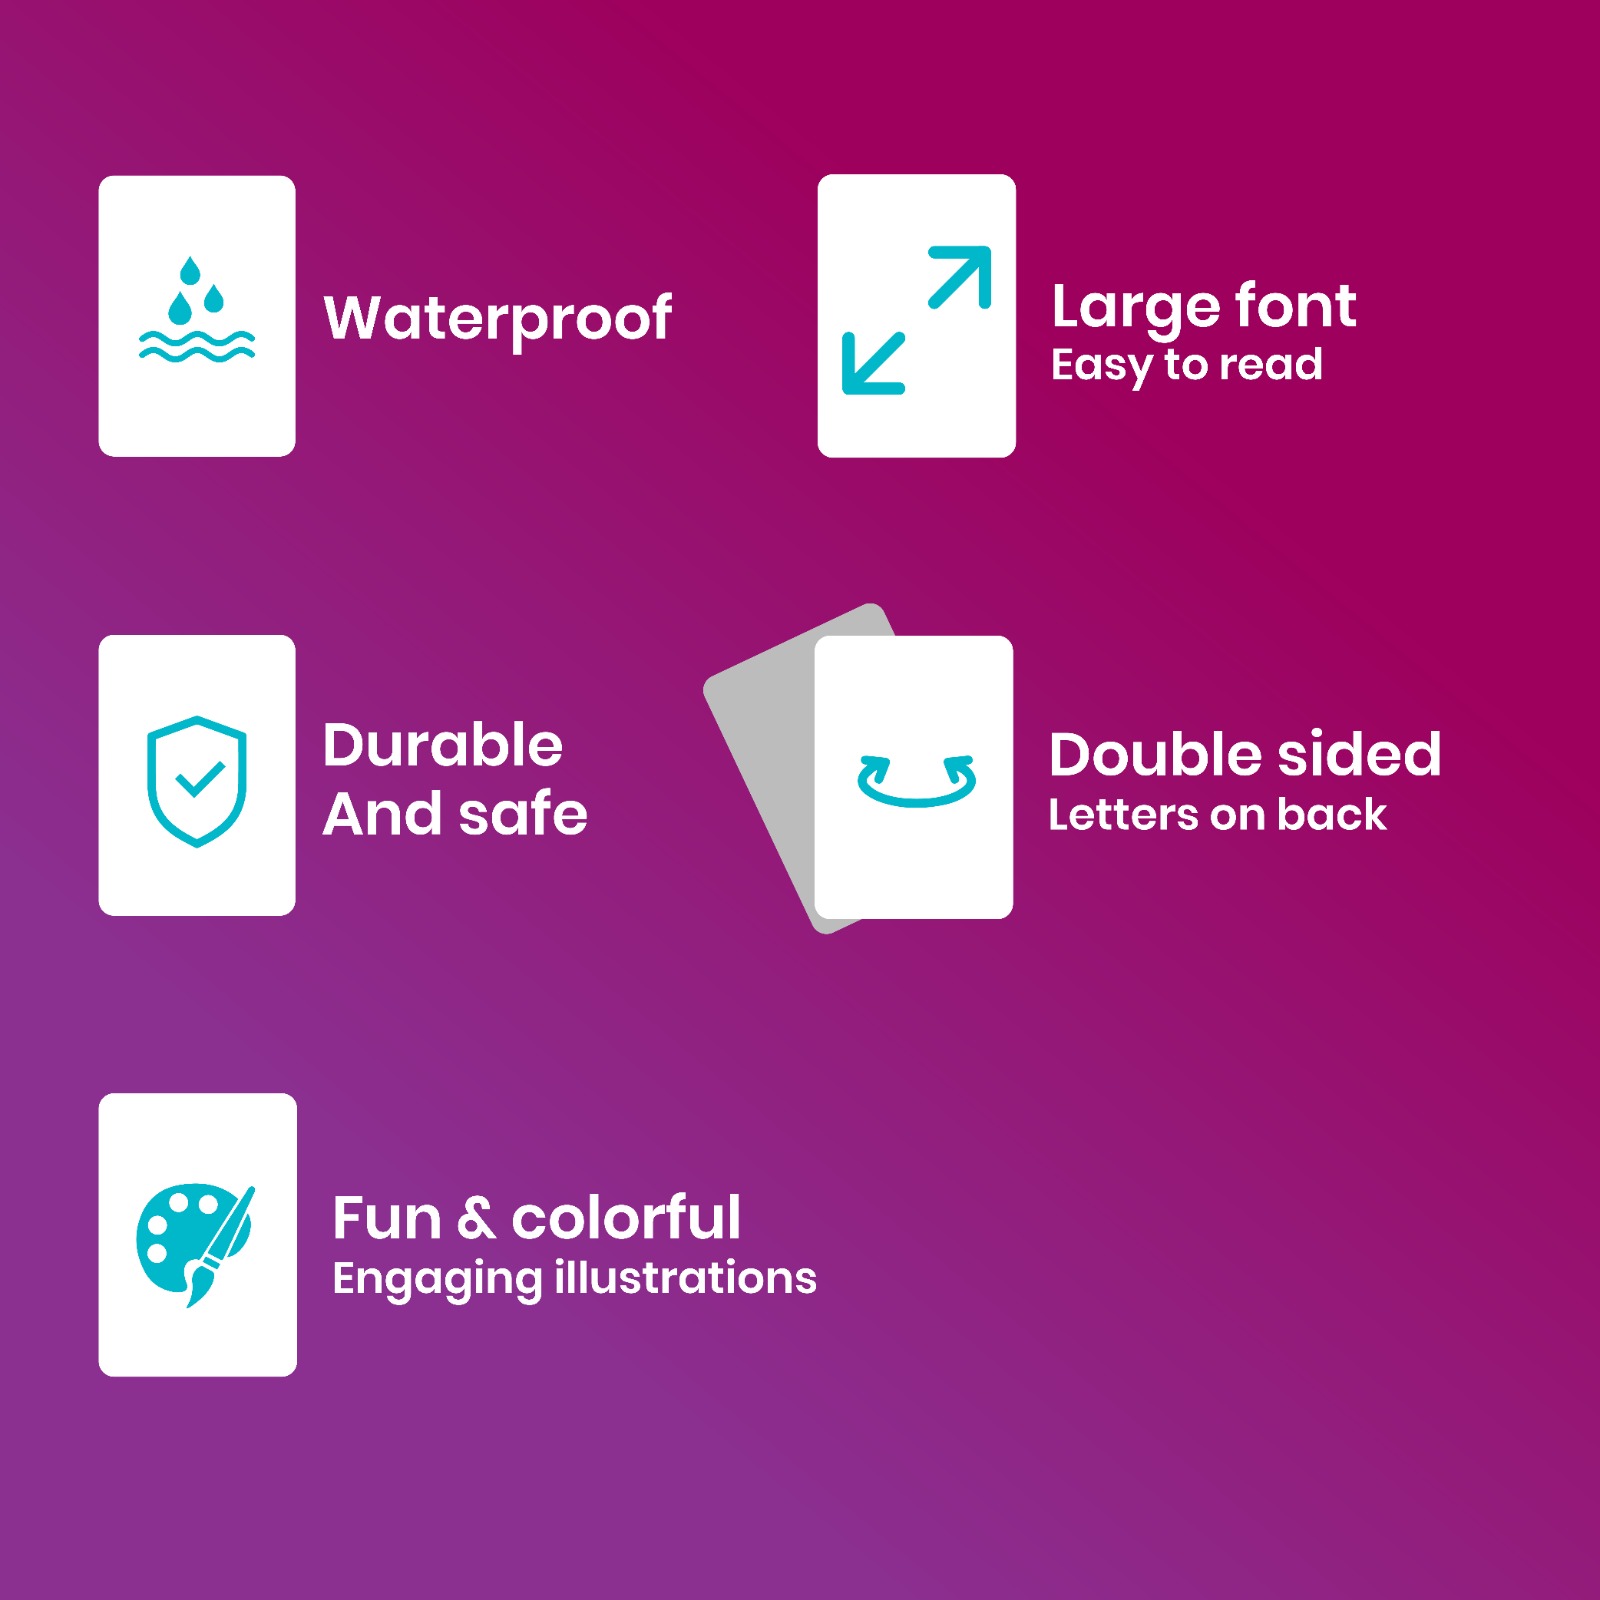 Waterproof
Large font
Easy to read
Durable
And safe
Double sided
Letters on back
Fun & colorful
Engaging illustrations